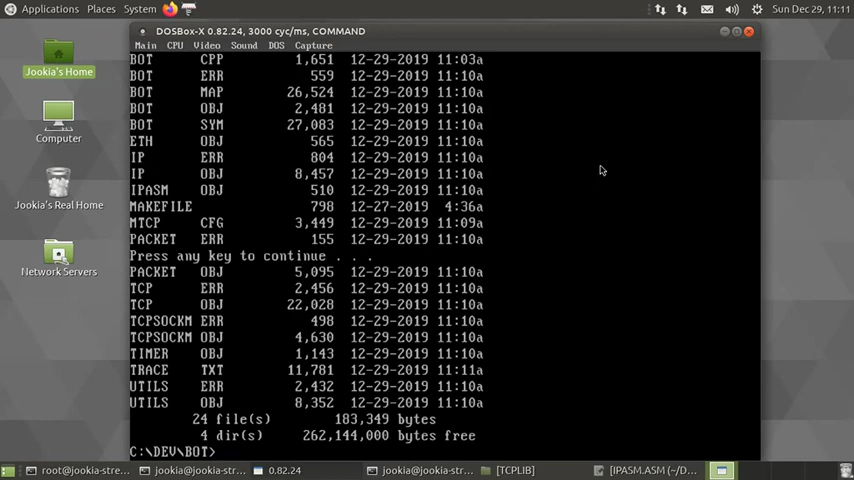 Applications Places System Sun Dec 29, 11:11
DOSBox-X 0.82.24, 3000 cyc/ms, COMMAND
Main CPU Video Sound DOS Capture
BOT CPP 1,651 12-29-2019 11:03a
BOT ERR 559 12-29-2019 11:10a
BOT MAP 26,524 12-29-2019 11:10a
BOT OBJ 2,481 12-29-2019 11:10a
BOT SYM 27,083 12-29-2019 11:10a
ETH OBJ 565 12-29-2019 11:10a
IP ERR 804 12-29-2019 11:10a
IP OBJ 8,457 12-29-2019 11:10a
IPASM OBJ 510 12-29-2019 11:10a
MAKEFILE 798 12-27-2019 4:36a
MTCP CFG 3,449 12-29-2019 11:09a
PACKET ERR 155 12-29-2019 11:10a
Press any key to continue . . .
PACKET OBJ 5,095 12-29-2019 11:10a
TCP ERR 2,456 12-29-2019 11:10a
TCP OBJ 22,028 12-29-2019 11:10a
TCPSOCKM ERR 498 12-29-2019 11:10a
TCPSOCKM OBJ 4,630 12-29-2019 11:10a
TIMER OBJ 1,143 12-29-2019 11:10a
TRACE TXT 11,781 12-29-2019 11:11a
UTILS ERR 2,432 12-29-2019 11:10a
UTILS OBJ 8,352 12-29-2019 11:10a
24 file(s) 183,349 bytes
4 dir(s) 262,144,000 bytes free
C:\DEV\BOT>
Jookia's Home
Computer
Jookia's Real Home
Network Servers
root@jookia-stre... jookia@jookia-str... 0.82.24 jookia@jookia-str... [TCPLIB] [IPASM.ASM (~/D...